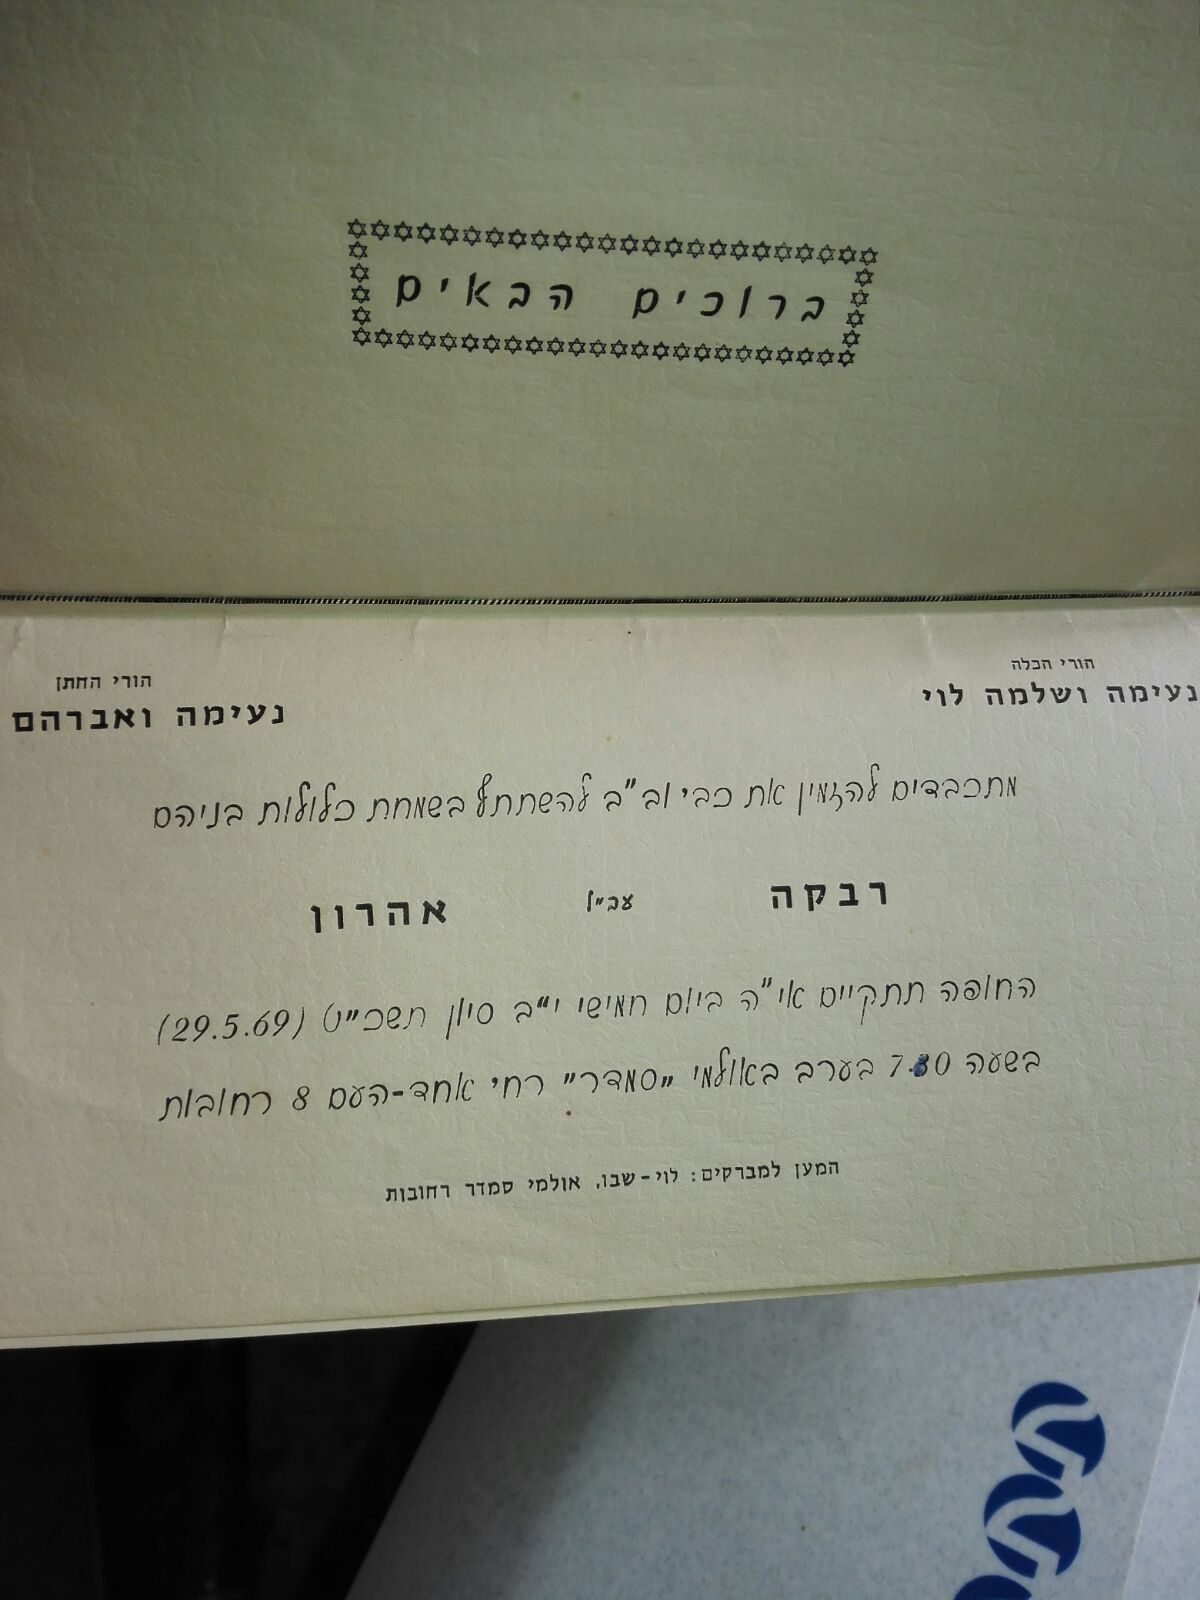 ברוכים הבאים
הורי הכלה
נעימה ושלמה לוי
הורי החתן
נעימה ואברהם
מתכבדים להזמין את כבי וב"ב להשתתף בשמחת כלולות בניהם
רבקה עב"ל אהרון
החופה תתקיים אי"ה ביום חמישי י"ב סיון תשכ"ט (29.5.69)
בשעה 7.30 בערב באולמי "סמדר" רחי אחד-העם 8 רחובות
המען למברקים: לוי-שבו, אולמי סמדר רחובות